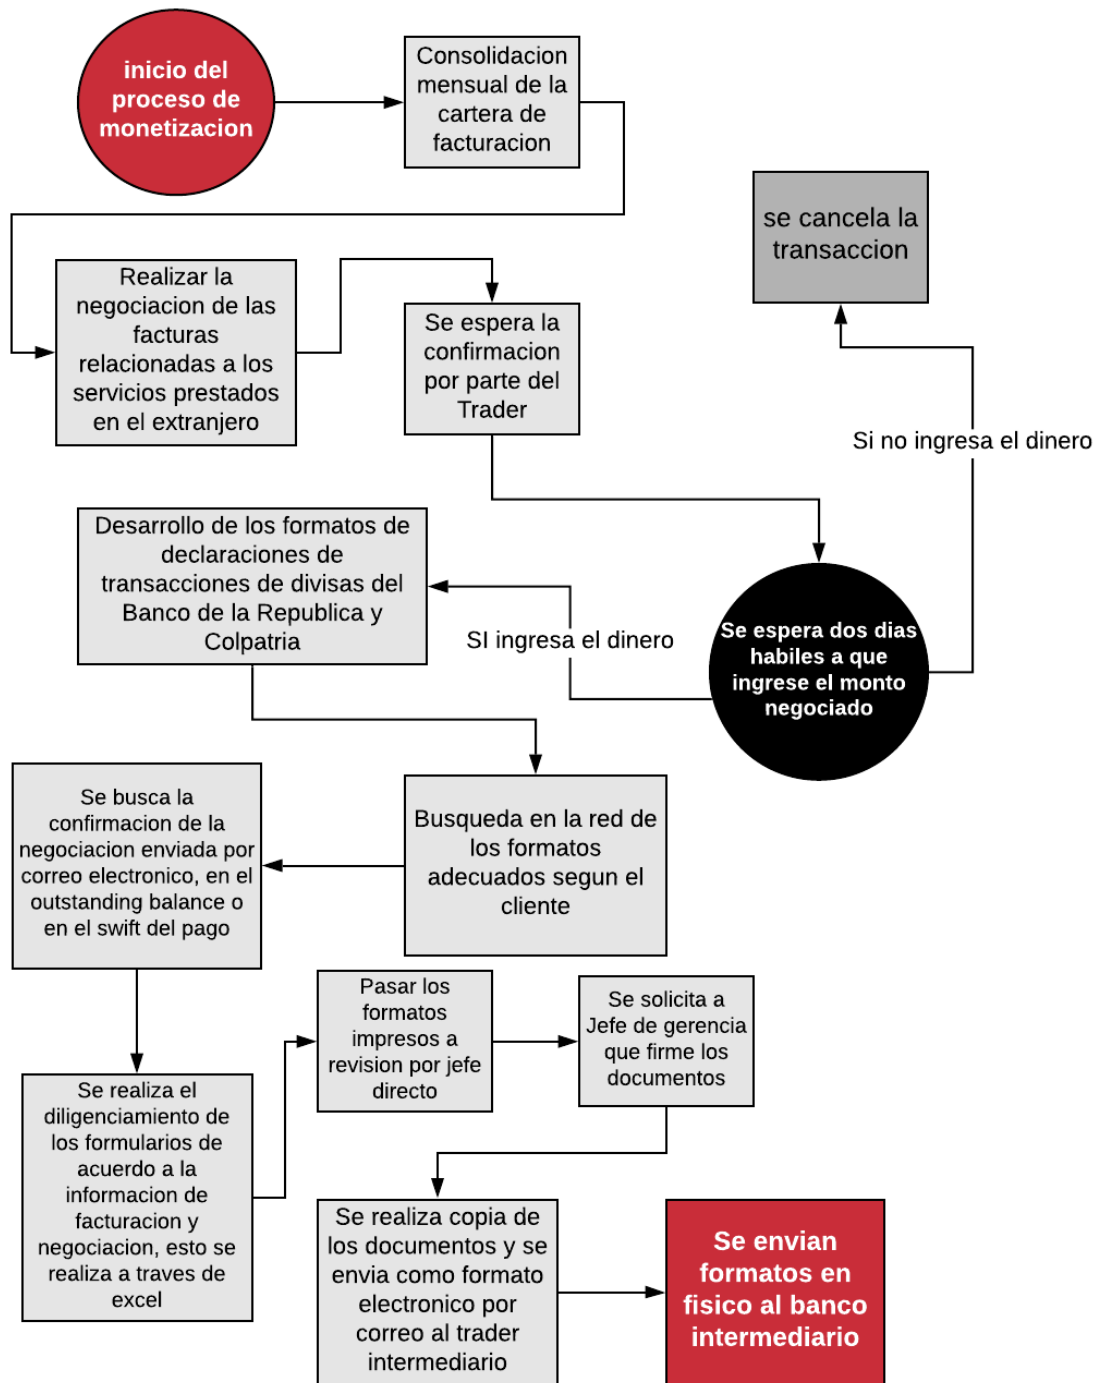 inicio del
proceso de
monetizacion
Consolidacion
mensual de la
cartera de
facturacion
se cancela la
transaccion
Realizar la
negociacion de las
facturas
relacionadas a los
servicios prestados
en el extranjero
Se espera la
confirmacion
por parte del
Trader
Si no ingresa el dinero
Desarrollo de los formatos de
declaraciones de
transacciones de divisas del
Banco de la Republica y
Colpatria
SI ingresa el dinero
Se espera dos dias
habiles a que
ingrese el monto
negociado
Se busca la
confirmacion de la
negociacion enviada por
correo electronico, en el
outstanding balance o
en el swift del pago
Busqueda en la red de
los formatos
adecuados segun el
cliente
Pasar los
formatos
impresos a
revision por jefe
directo
Se solicita a
Jefe de gerencia
que firme los
documentos
Se realiza el
diligenciamiento de
los formularios de
acuerdo a la
informacion de
facturacion y
negociacion, esto se
realiza a traves de
excel
Se realiza copia de
los documentos y se
envia como formato
electronico por
correo al trader
intermediario
Se envian
formatos en
fisico al banco
intermediario